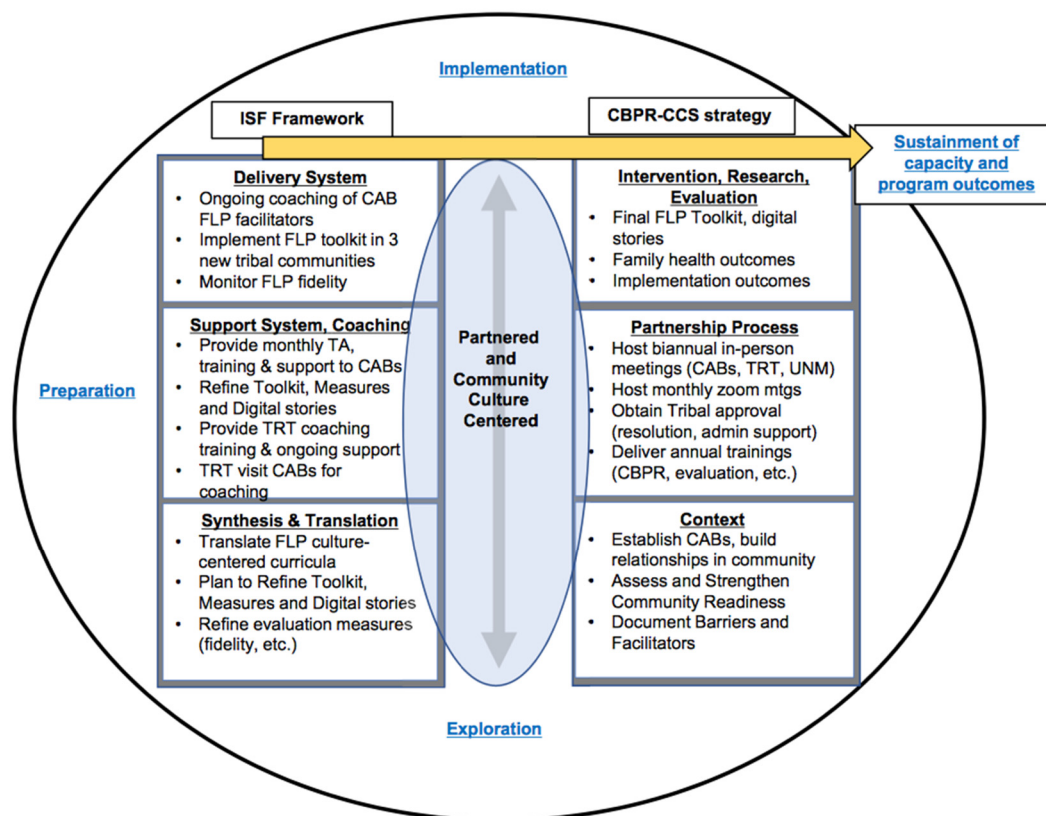 Implementation
ISF Framework
CBPR-CCS strategy
Sustainment of
capacity and
program outcomes
Delivery System
• Ongoing coaching of CAB
FLP facilitators
• Implement FLP toolkit in 3
new tribal communities
• Monitor FLP fidelity
Intervention, Research,
Evaluation
• Final FLP Toolkit, digital
stories
• Family health outcomes
• Implementation outcomes
Preparation
Support System, Coaching
• Provide monthly TA,
training & support to CABs
• Refine Toolkit, Measures
and Digital stories
• Provide TRT coaching
training & ongoing support
• TRT visit CABs for
coaching
Partnered
and
Community
Culture
Centered
Partnership Process
• Host biannual in-person
meetings (CABs, TRT, UNM)
• Host monthly zoom mtgs
• Obtain Tribal approval
(resolution, admin support)
• Deliver annual trainings
(CBPR, evaluation, etc.)
Synthesis & Translation
• Translate FLP culture-
centered curricula
• Plan to Refine Toolkit,
Measures and Digital stories
• Refine evaluation measures
(fidelity, etc.)
Context
• Establish CABs, build
relationships in community
• Assess and Strengthen
Community Readiness
• Document Barriers and
Facilitators
Exploration